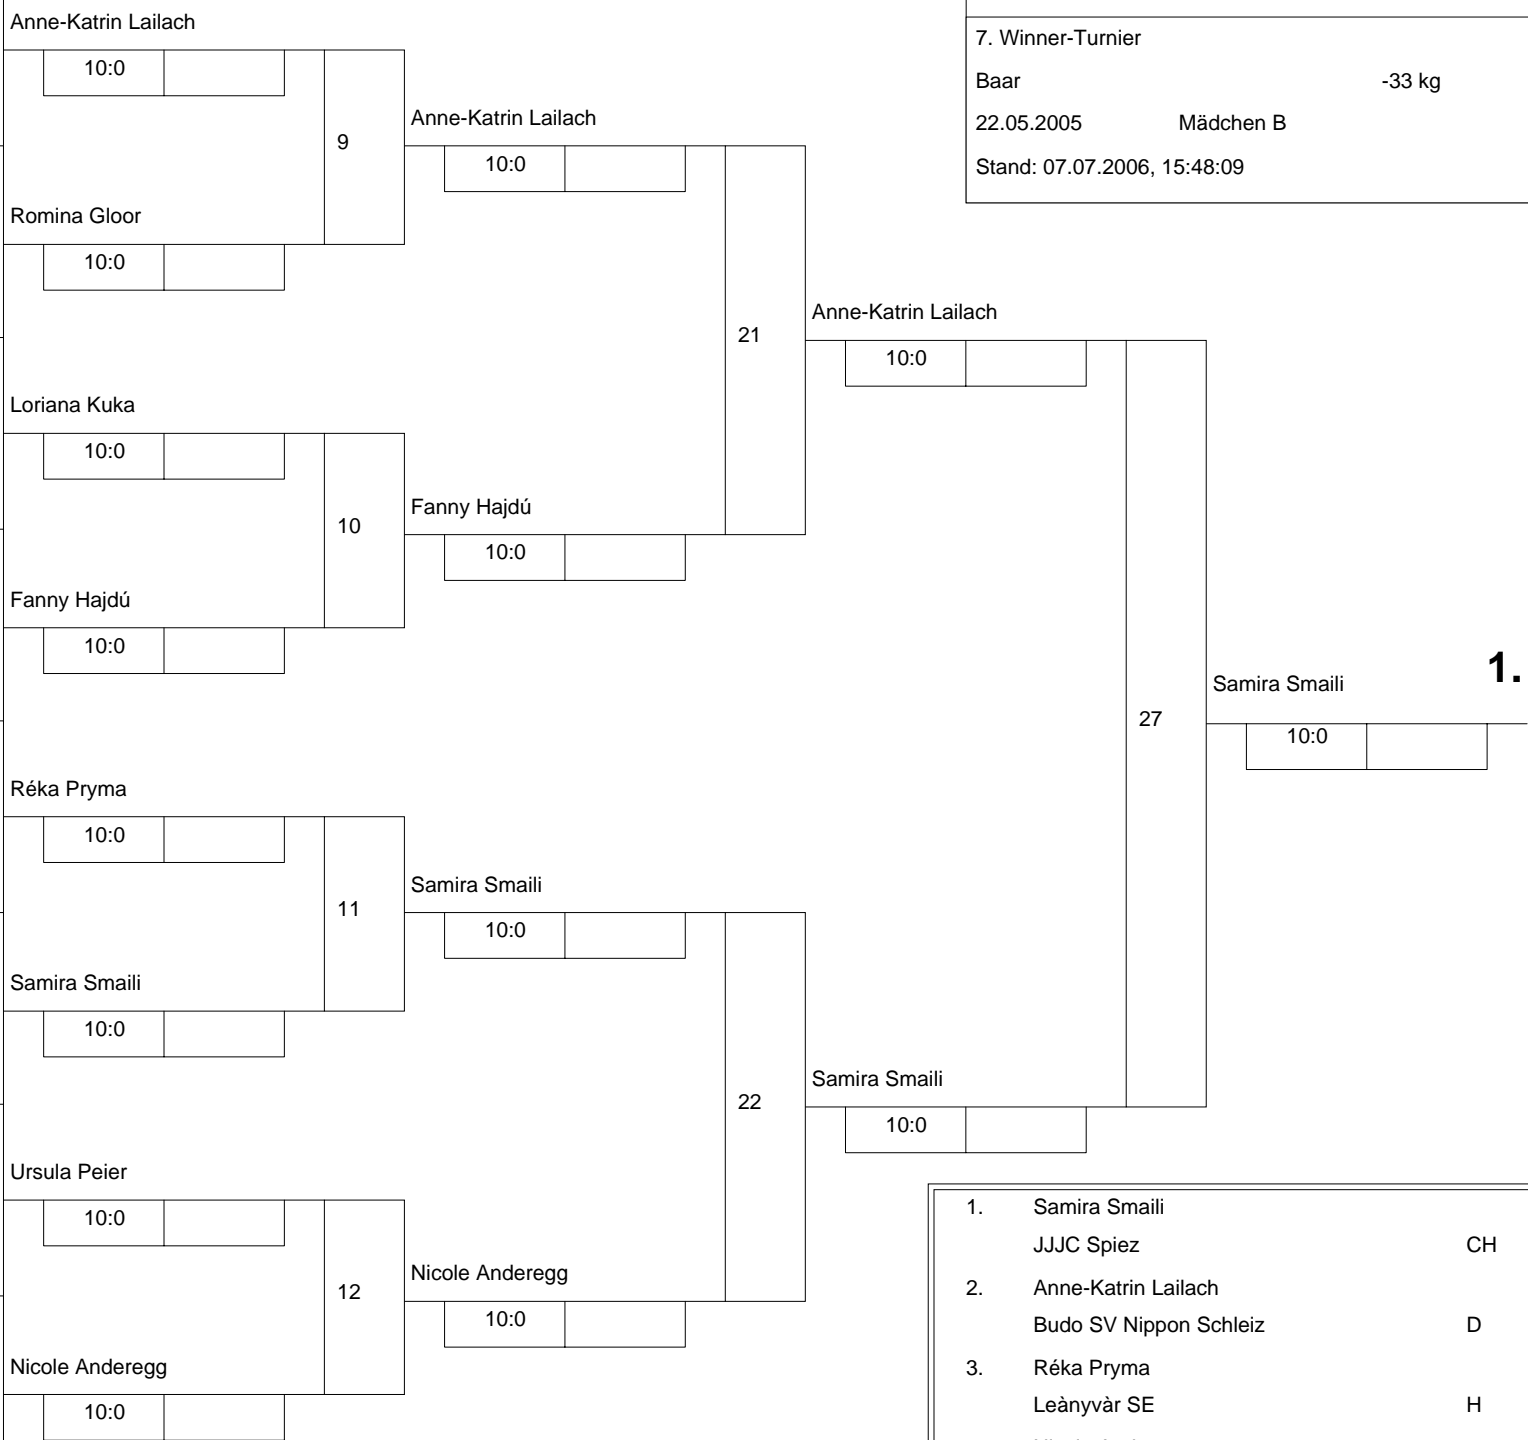 Anne-Katrin Lailach
10:0
9
Romina Gloor
10:0
Loriana Kuka
10:0
10
Fanny Hajdú
10:0
Réka Pryma
10:0
11
Samira Smaili
10:0
Ursula Peier
10:0
12
Nicole Anderegg
10:0
Anne-Katrin Lailach
10:0
21
Fanny Hajdú
10:0
Samira Smaili
10:0
22
Nicole Anderegg
10:0
Anne-Katrin Lailach
10:0
27
Samira Smaili
10:0
Samira Smaili 1.
10:0
7. Winner-Turnier
Baar -33 kg
22.05.2005 Mädchen B
Stand: 07.07.2006, 15:48:09
1. Samira Smaili
JJJC Spiez CH
2. Anne-Katrin Lailach
Budo SV Nippon Schleiz D
3. Réka Pryma
Leànyvàr SE H